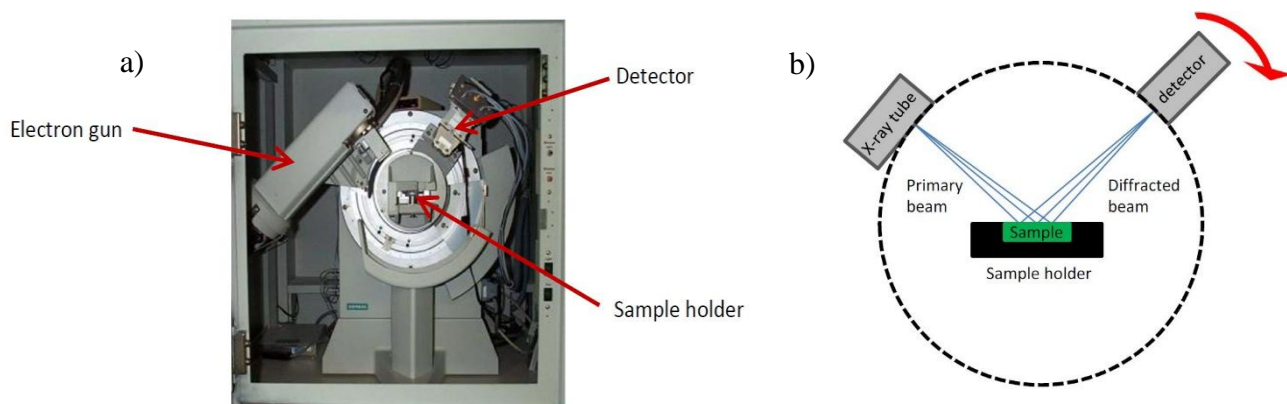 a)
Detector
Electron gun
Sample holder
b)
X-ray tube
detector
Primary
beam
Diffracted
beam
Sample
Sample holder